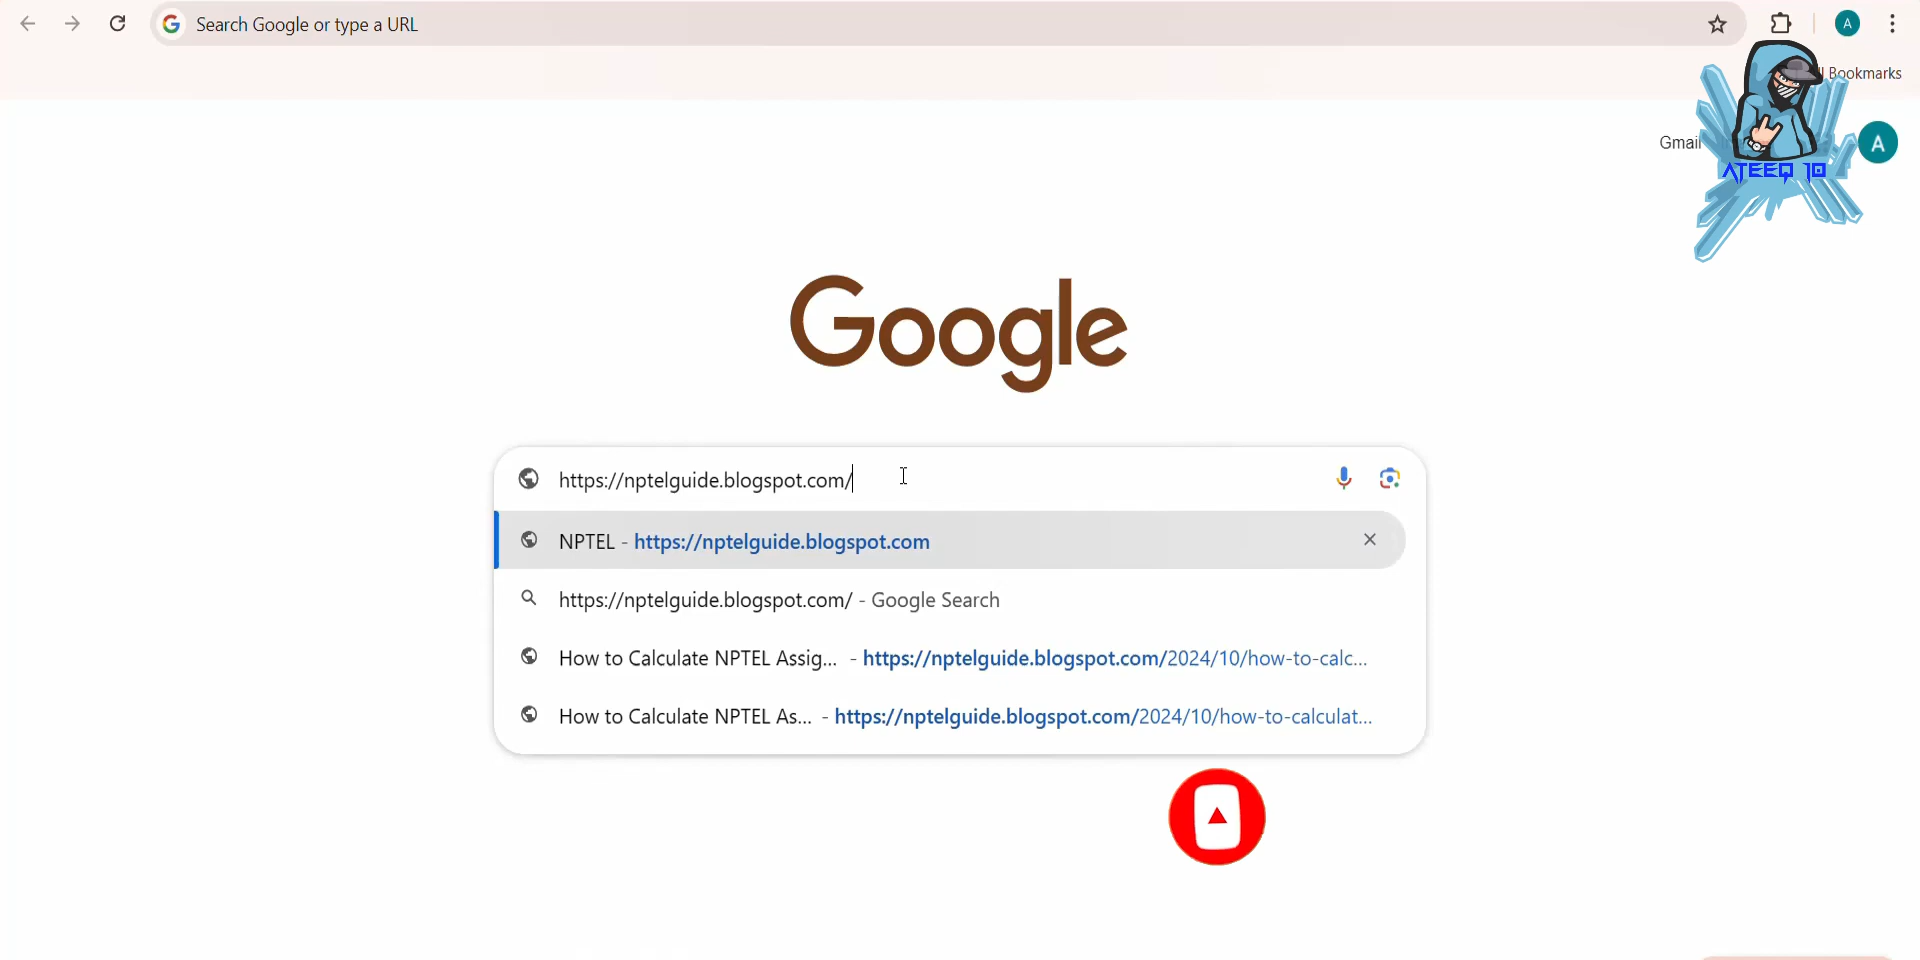 Search Google or type a URL
A
Bookmarks
Gmail
A
ATEEQ 10
Google
https://nptelguide.blogspot.com/
NPTEL - https://nptelguide.blogspot.com
https://nptelguide.blogspot.com/ - Google Search
How to Calculate NPTEL Assig... - https://nptelguide.blogspot.com/2024/10/how-to-calc...
How to Calculate NPTEL As... - https://nptelguide.blogspot.com/2024/10/how-to-calculat...